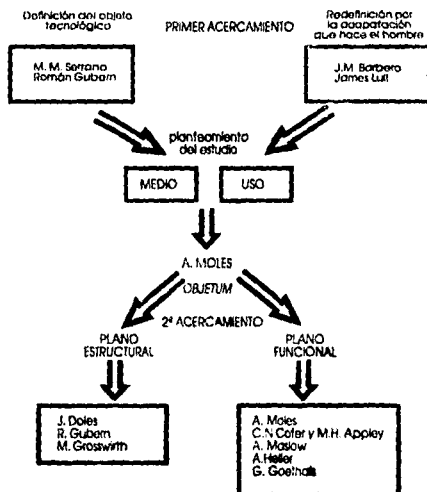 Definición del objeto
tecnológico
PRIMER ACERCAMIENTO
Redefinición por
la adapatación
que hace el hombre
M. M. Serrano
Román Gubern
J.M. Barbero
James Lull
planteamiento
del estudio
MEDIO
USO
A. MOLES
OBJETUM
2º ACERCAMIENTO
PLANO
ESTRUCTURAL
PLANO
FUNCIONAL
J. Doles
R. Gubern
M. Grosswirth
A. Moles
C.N Cofer y M.H. Appley
A. Maslow
A.Heller
G. Goethals